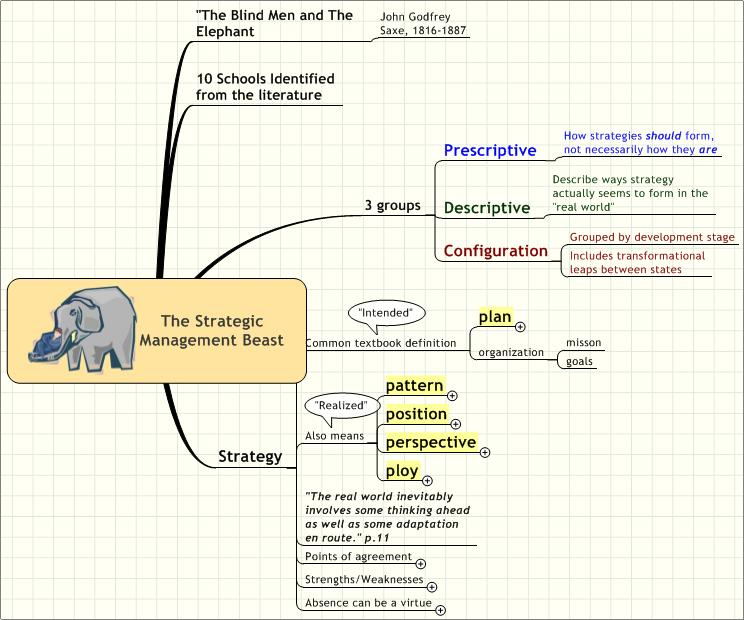 "The Blind Men and The
Elephant
John Godfrey
Saxe, 1816-1887
10 Schools Identified
from the literature
3 groups
Prescriptive
How strategies should form,
not necessarily how they are
Descriptive
Describe ways strategy
actually seems to form in the
"real world"
Configuration
Grouped by development stage
Includes transformational
leaps between states
The Strategic
Management Beast
"Intended"
Common textbook definition
plan
organization
misson
goals
Strategy
"Realized"
Also means
pattern
position
perspective
ploy
"The real world inevitably
involves some thinking ahead
as well as some adaptation
en route." p.11
Points of agreement
Strengths/Weaknesses
Absence can be a virtue